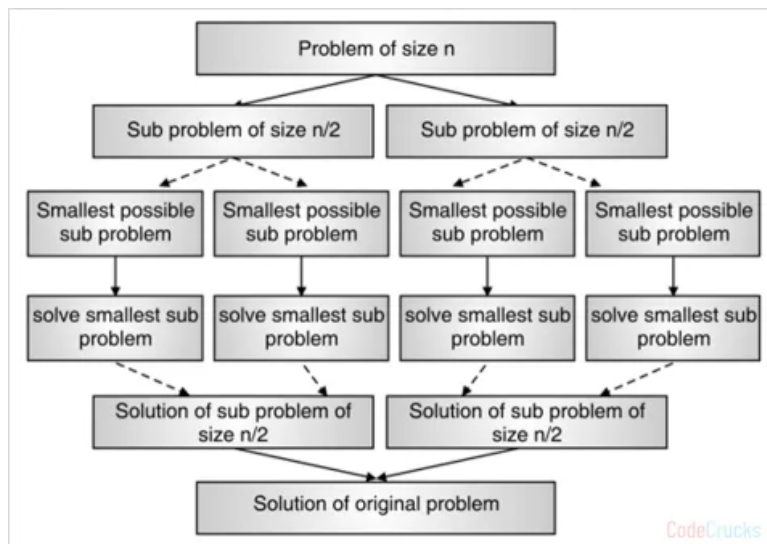 Problem of size n
Sub problem of size n/2
Sub problem of size n/2
Smallest possible
sub problem
Smallest possible
sub problem
Smallest possible
sub problem
Smallest possible
sub problem
solve smallest sub
problem
solve smallest sub
problem
solve smallest sub
problem
solve smallest sub
problem
Solution of sub problem of
size n/2
Solution of sub problem of
size n/2
Solution of original problem
CodeCrucks